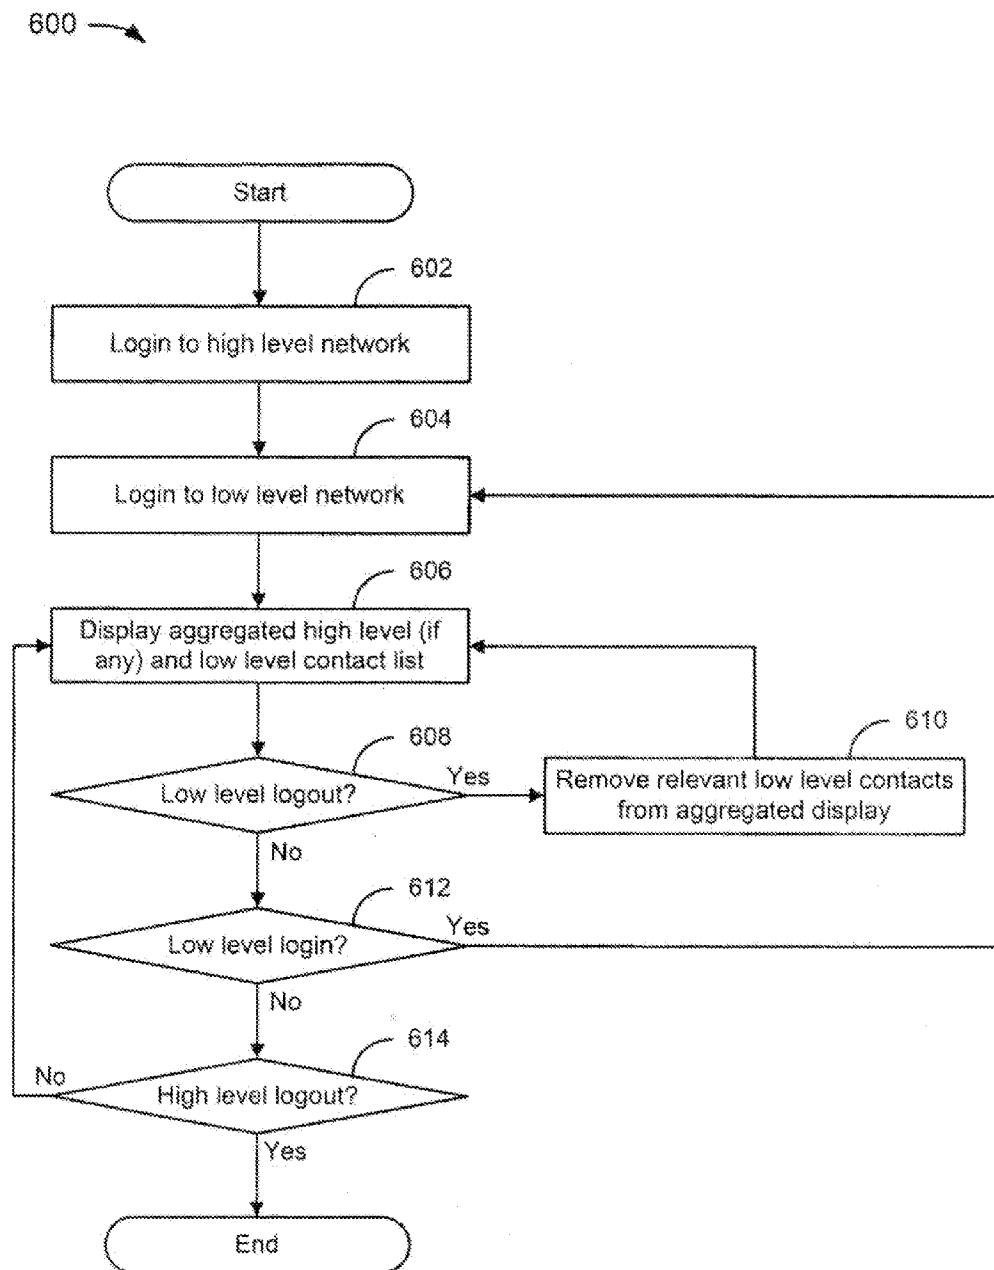 600
Start
602
Login to high level network
604
Login to low level network
606
Display aggregated high level (if
any) and low level contact list
608
Low level logout?
Yes
610
Remove relevant low level contacts
from aggregated display
No
612
Low level login?
Yes
No
614
High level logout?
No
Yes
End